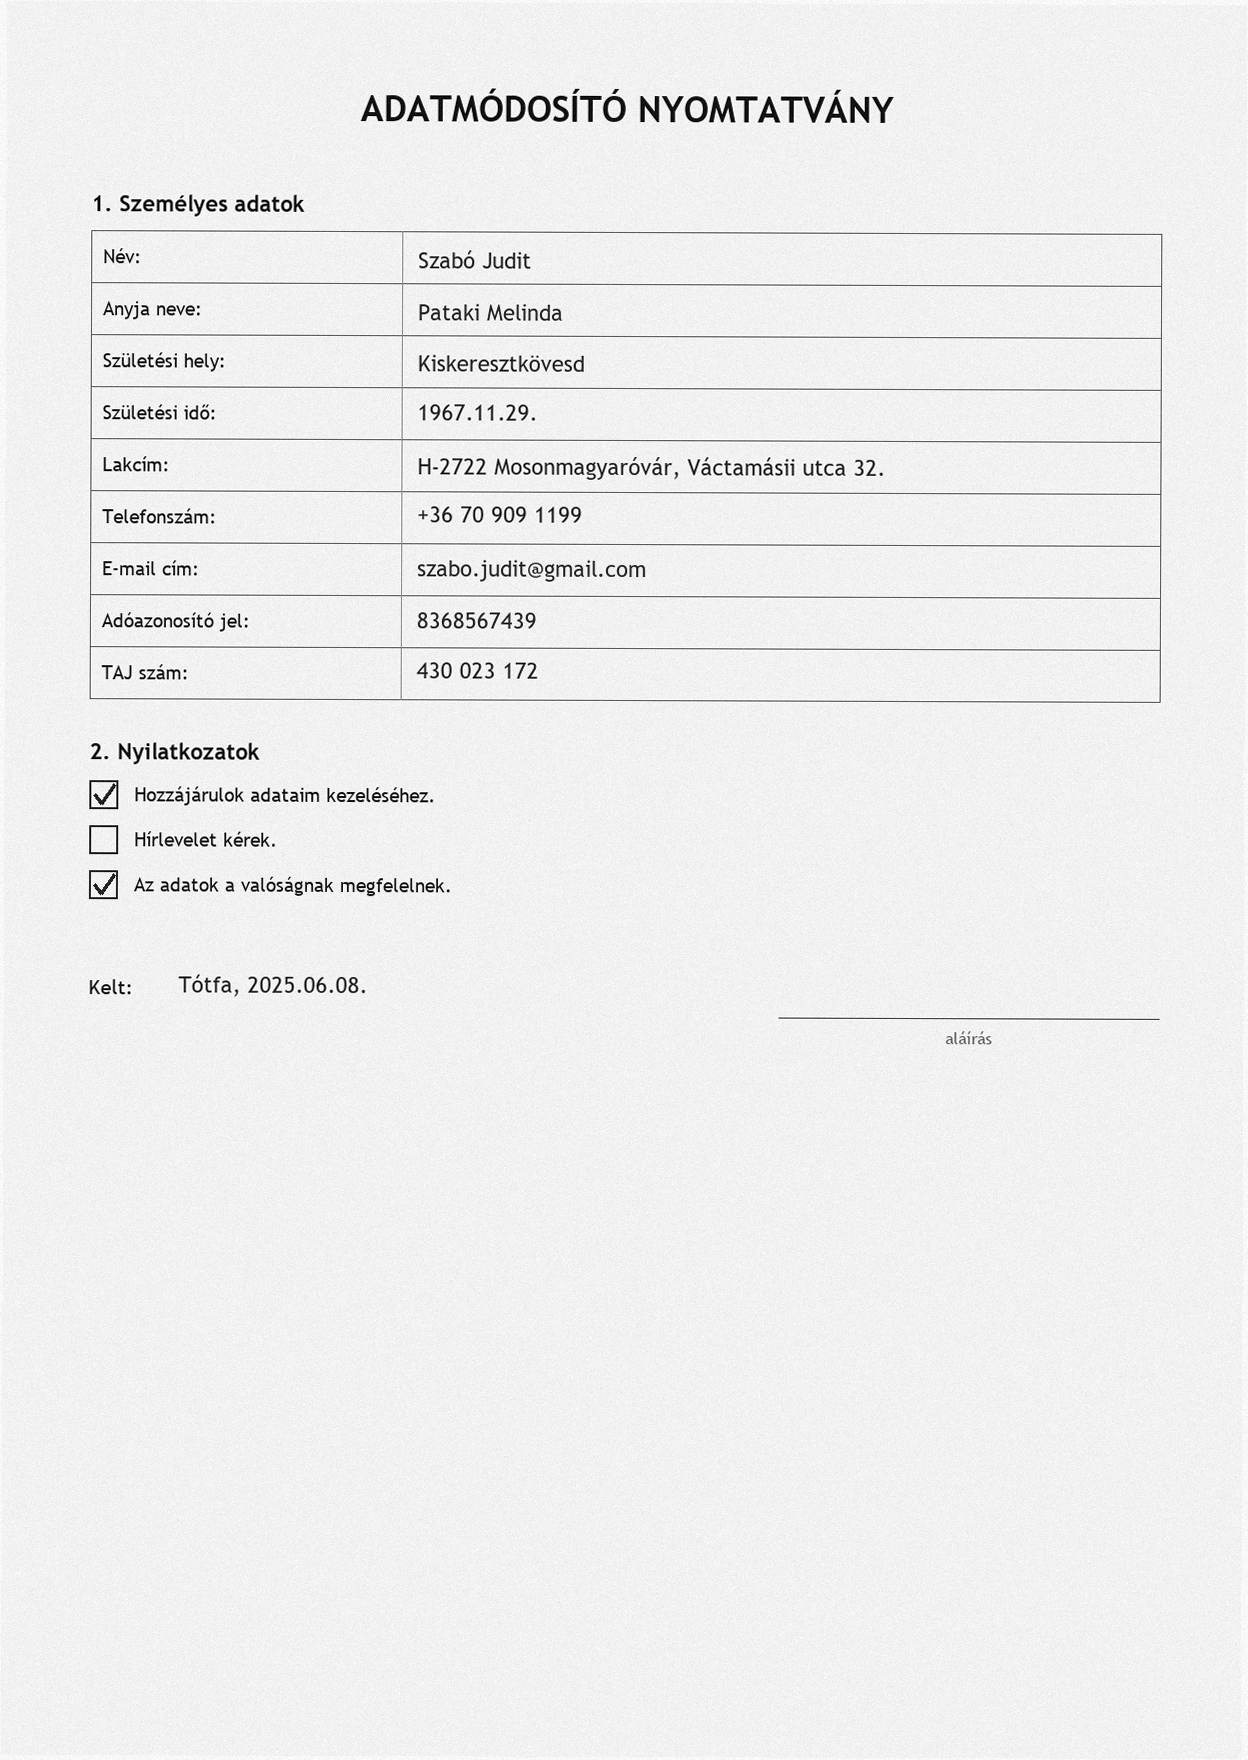 ADATMÓDOSÍTÓ NYOMTATVÁNY
1. Személyes adatok
Név: Szabó Judit
Anyja neve: Pataki Melinda
Születési hely: Kiskeresztkövesd
Születési idő: 1967.11.29.
Lakcím: H-2722 Mosonmagyaróvár, Váctamásii utca 32.
Telefonszám: +36 70 909 1199
E-mail cím: szabo.judit@gmail.com
Adóazonosító jel: 8368567439
TAJ szám: 430 023 172
2. Nyilatkozatok
Hozzájárulok adataim kezeléséhez.
Hírlevelet kérek.
Az adatok a valóságnak megfelelnek.
Kelt: Tótfa, 2025.06.08.
aláírás